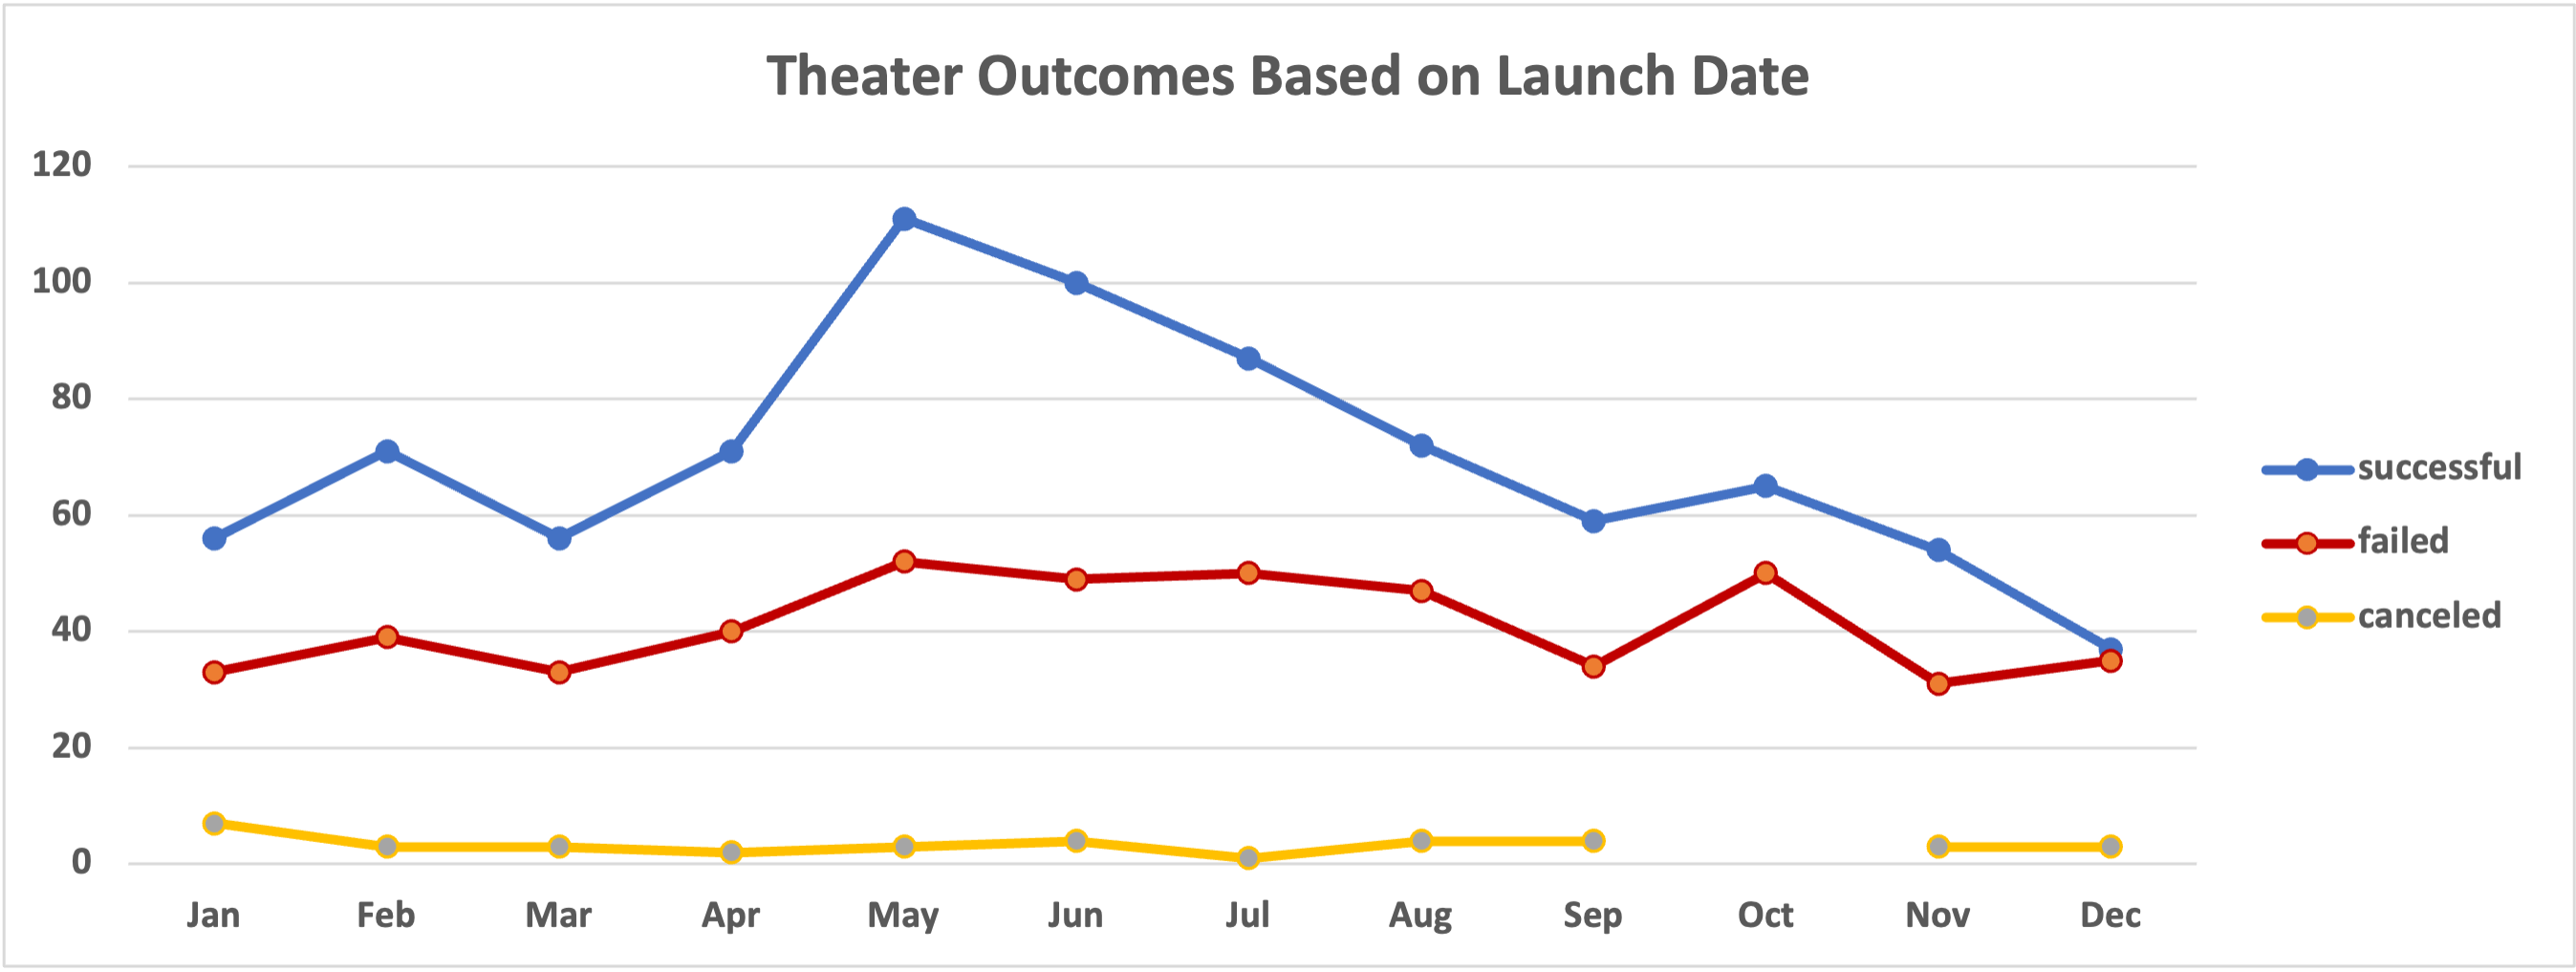 Theater Outcomes Based on Launch Date
120
100
80
60
40
20
0
Jan Feb Mar Apr May Jun Jul Aug Sep Oct Nov Dec
successful
failed
canceled